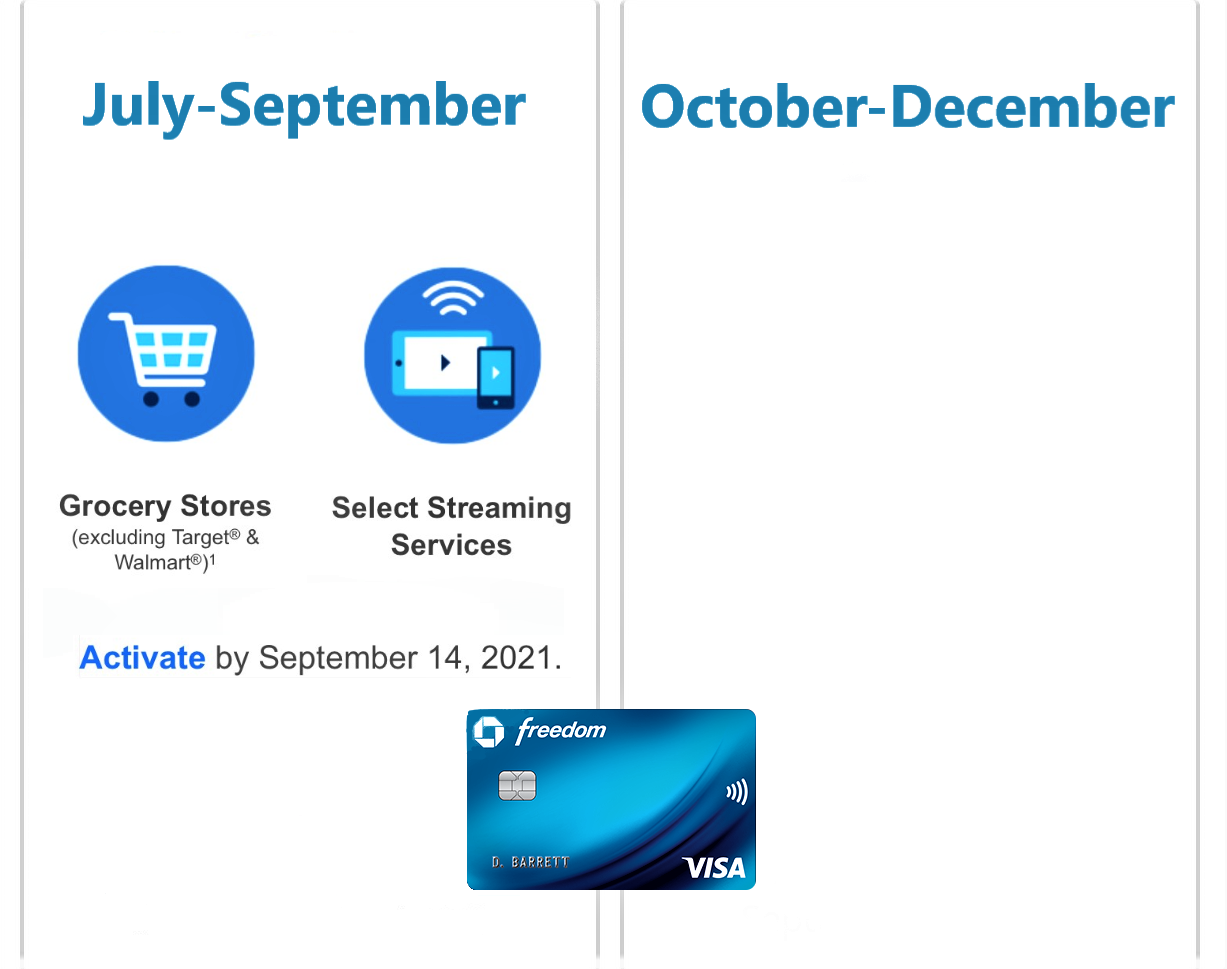 July-September
Grocery Stores
(excluding Target® &
Walmart®)¹
Select Streaming
Services
Activate by September 14, 2021.
October-December
freedom
D. BARRETT
VISA